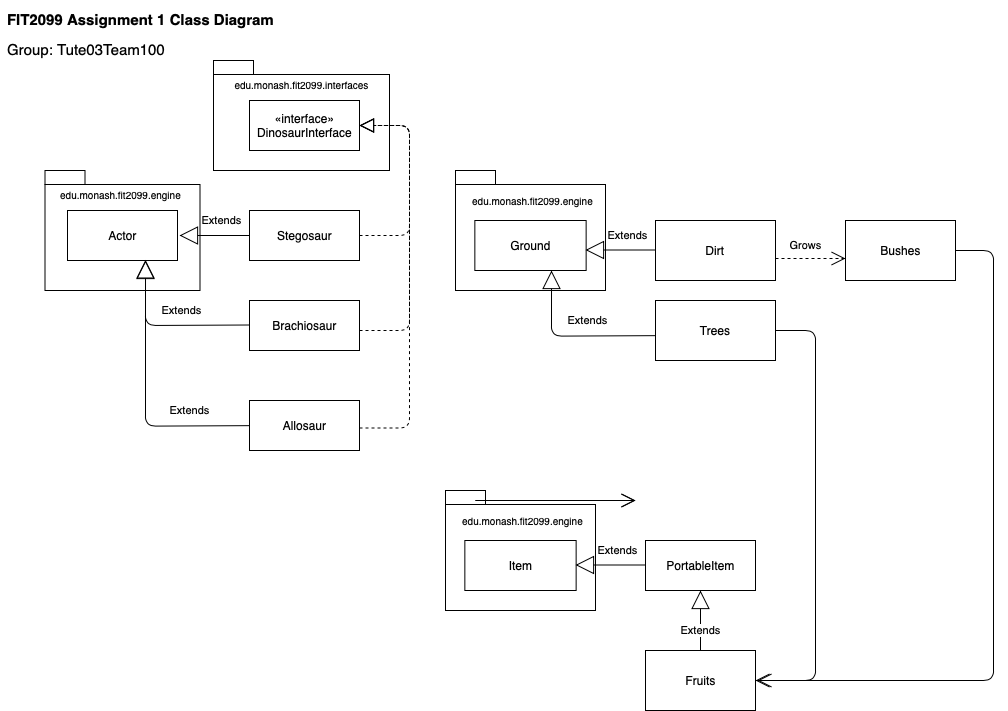 FIT2099 Assignment 1 Class Diagram
Group: Tute03Team100
edu.monash.fit2099.interfaces
«interface»
DinosaurInterface
edu.monash.fit2099.engine
Actor
Extends
Stegosaur
Extends
Brachiosaur
Extends
Allosaur
edu.monash.fit2099.engine
Ground
Extends
Dirt
Grows
Bushes
Extends
Trees
edu.monash.fit2099.engine
Item
Extends
PortableItem
Extends
Fruits